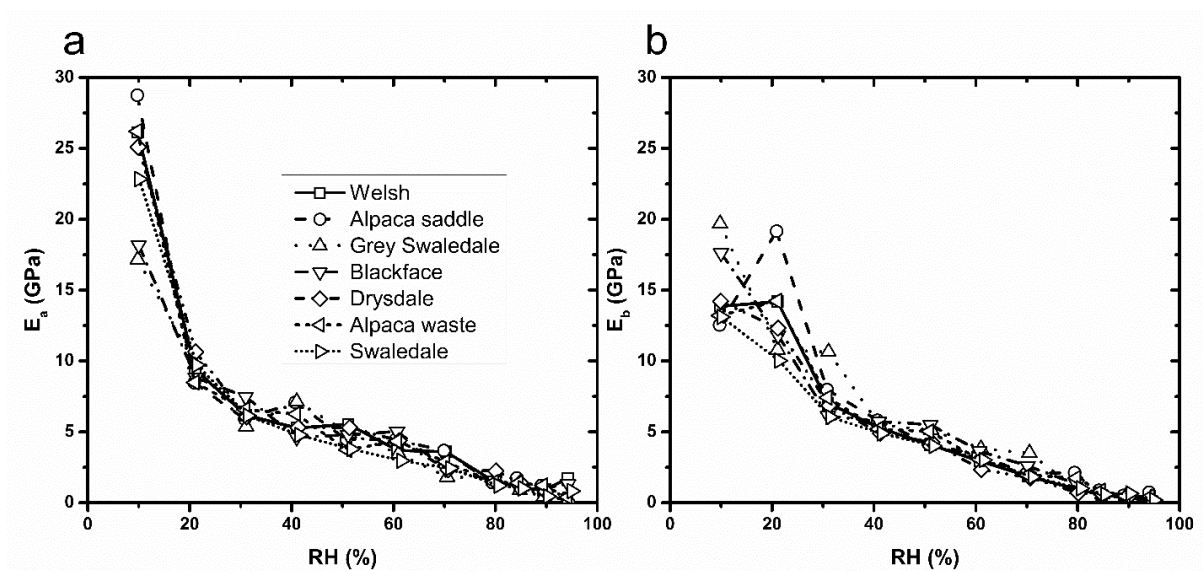 a
30
25
20
15
10
5
0
E_a (GPa)
0 20 40 60 80 100
RH (%)
Welsh
Alpaca saddle
Grey Swaledale
Blackface
Drysdale
Alpaca waste
Swaledale
b
30
25
20
15
10
5
0
E_b (GPa)
0 20 40 60 80 100
RH (%)